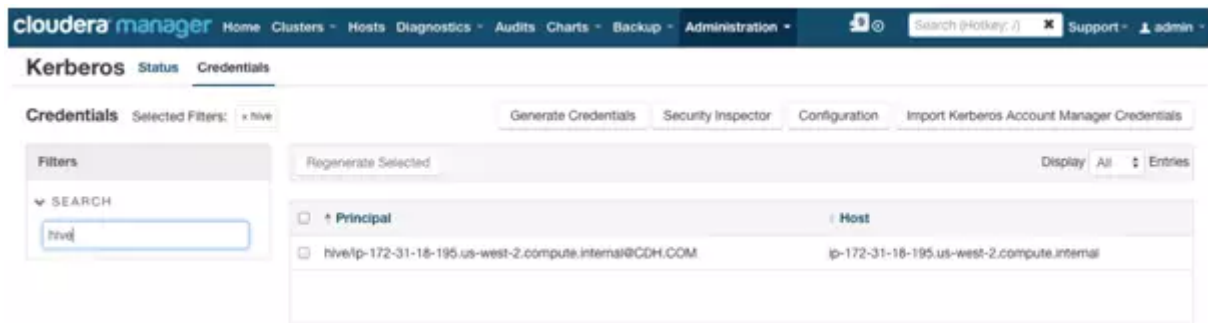 cloudera manager Home Clusters Hosts Diagnostics Audits Charts Backup Administration Search (Hotkey: /) Support admin
Kerberos Status Credentials
Credentials Selected Filters: x hive Generate Credentials Security Inspector Configuration Import Kerberos Account Manager Credentials
Filters Regenerate Selected Display All Entries
SEARCH
hive
Principal Host
hive/ip-172-31-18-195.us-west-2.compute.internal@CDH.COM ip-172-31-18-195.us-west-2.compute.internal